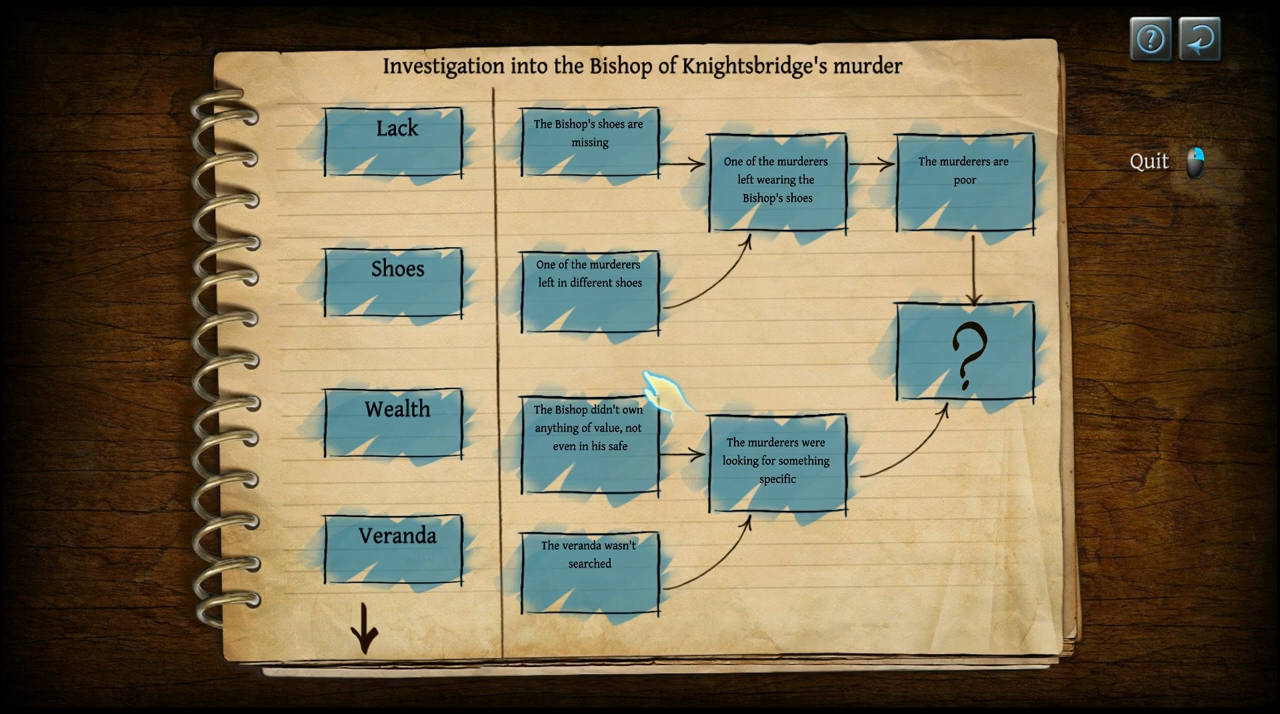 Investigation into the Bishop of Knightsbridge's murder
Lack
Shoes
Wealth
Veranda
The Bishop's shoes are
missing
One of the murderers
left wearing the
Bishop's shoes
The murderers are
poor
One of the murderers
left in different shoes
?
The Bishop didn't own
anything of value, not
even in his safe
The murderers were
looking for something
specific
The veranda wasn't
searched
?
Quit